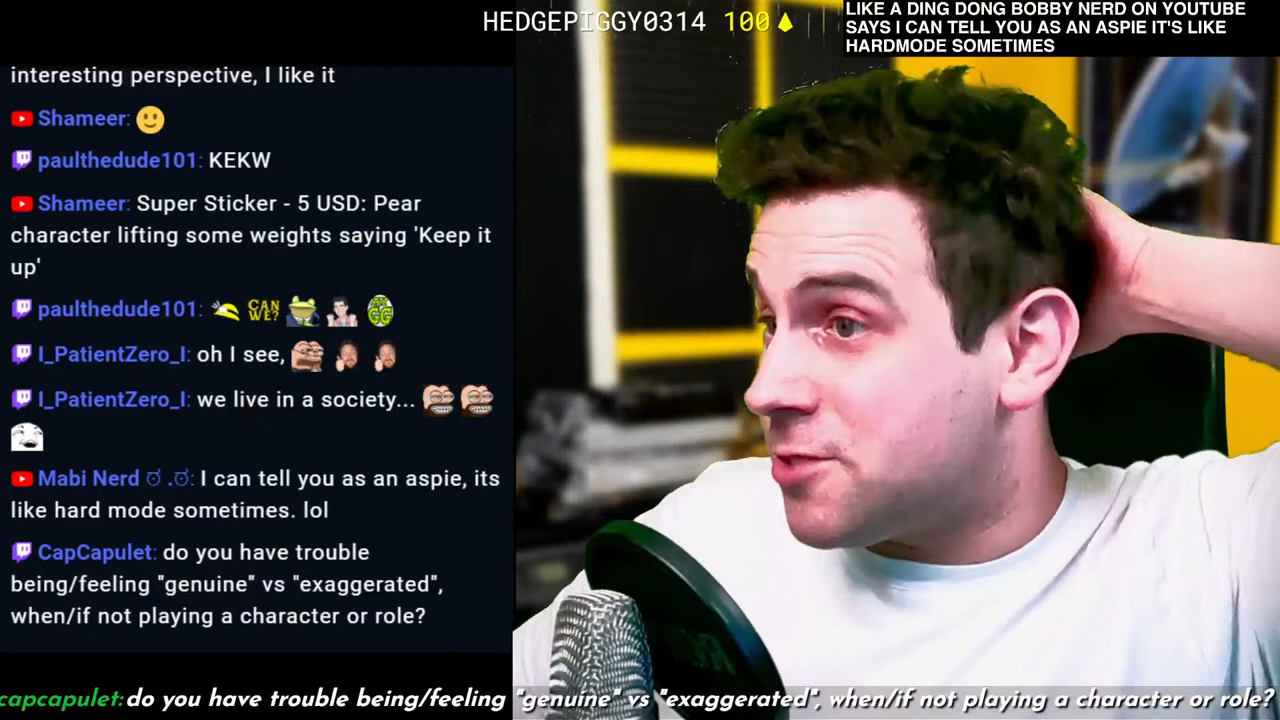 HEDGEPIGGY0314 100
LIKE A DING DONG BOBBY NERD ON YOUTUBE
SAYS I CAN TELL YOU AS AN ASPIE IT'S LIKE
HARDMODE SOMETIMES
interesting perspective, I like it
Shameer:
paulthedude101: KEKW
Shameer: Super Sticker - 5 USD: Pear
character lifting some weights saying 'Keep it
up'
paulthedude101: CAN WE? GG
I_PatientZero_I: oh I see,
I_PatientZero_I: we live in a society...
Mabi Nerd ಠ .ಠ: I can tell you as an aspie, its
like hard mode sometimes. lol
CapCapulet: do you have trouble
being/feeling "genuine" vs "exaggerated",
when/if not playing a character or role?
capcapulet: do you have trouble being/feeling "genuine" vs "exaggerated", when/if not playing a character or role?